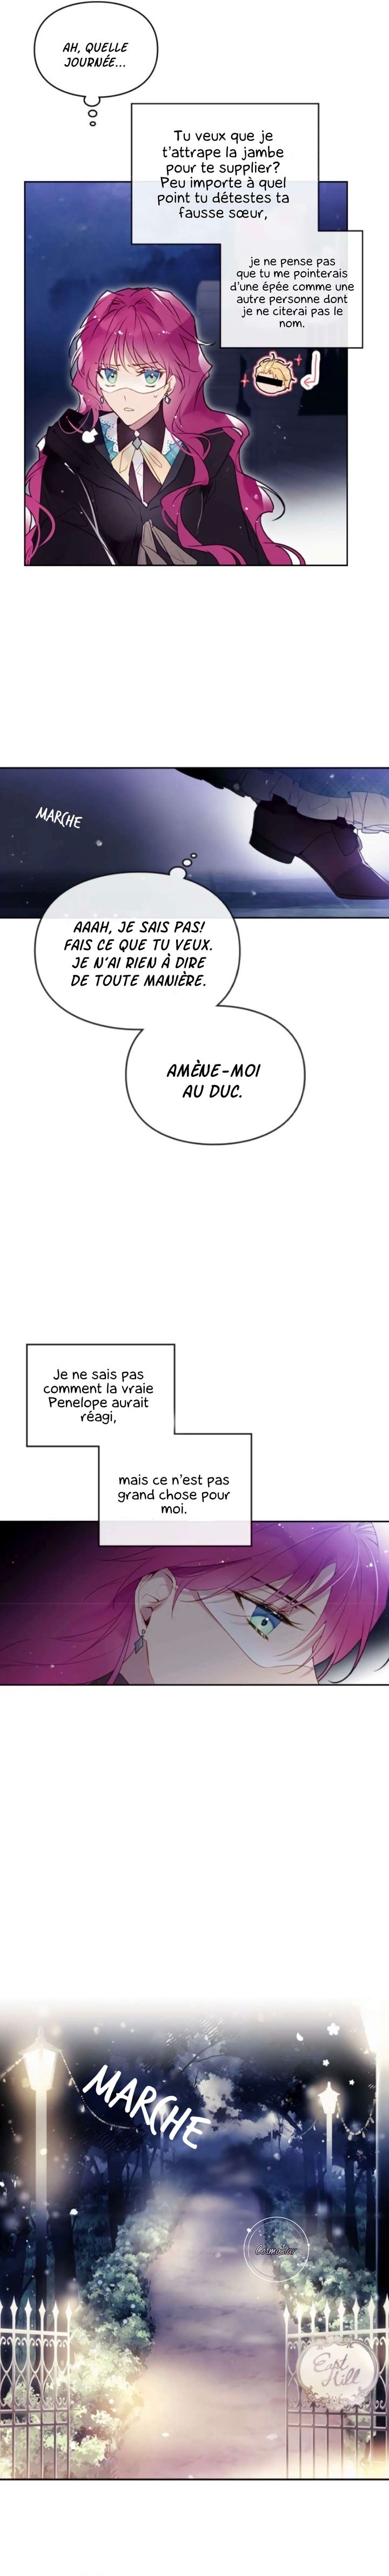 AH, QUELLE
JOURNÉE...
Tu veux que je
t'attrape la jambe
pour te supplier?
Peu importe à quel
point tu détestes ta
fausse sœur,
je ne pense pas
que tu me pointerais
d'une épée comme une
autre personne dont
je ne citerai pas le
nom.
MARCHE
AAAH, JE SAIS PAS!
FAIS CE QUE TU VEUX.
JE N'AI RIEN À DIRE
DE TOUTE MANIÈRE.
AMÈNE-MOI
AU DUC.
Je ne sais pas
comment la vraie
Penelope aurait
réagi,
mais ce n'est pas
grand chose pour
moi.
MARCHE
East
Hill